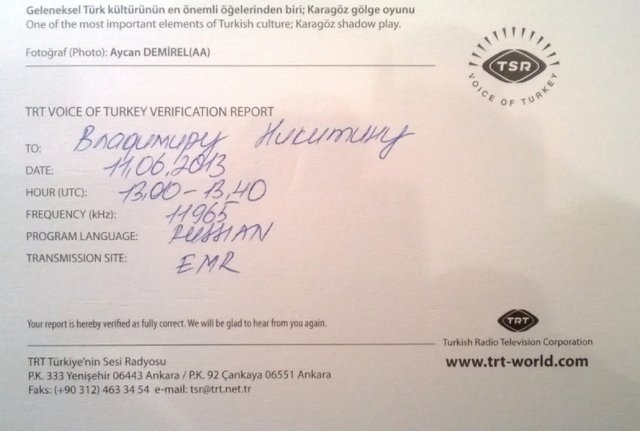 Geleneksel Türk kültürünün en önemli öğelerinden biri; Karagöz gölge oyunu
One of the most important elements of Turkish culture; Karagöz shadow play.
Fotoğraf (Photo): Aycan DEMİREL(AA)
TSR
VOICE OF TURKEY
TRT VOICE OF TURKEY VERIFICATION REPORT
TO: Владимиру Никитину
DATE: 11,06,2013
HOUR (UTC): 13,00-13,40
FREQUENCY (kHz): 11965
PROGRAM LANGUAGE: RUSSIAN
TRANSMISSION SITE: EMR
Your report is hereby verified as fully correct. We will be glad to hear from you again.
TRT
Turkish Radio Television Corporation
www.trt-world.com
TRT Türkiye'nin Sesi Radyosu
P.K. 333 Yenişehir 06443 Ankara / P.K. 92 Çankaya 06551 Ankara
Faks: (+90 312) 463 34 54 e-mail: tsr@trt.net.tr